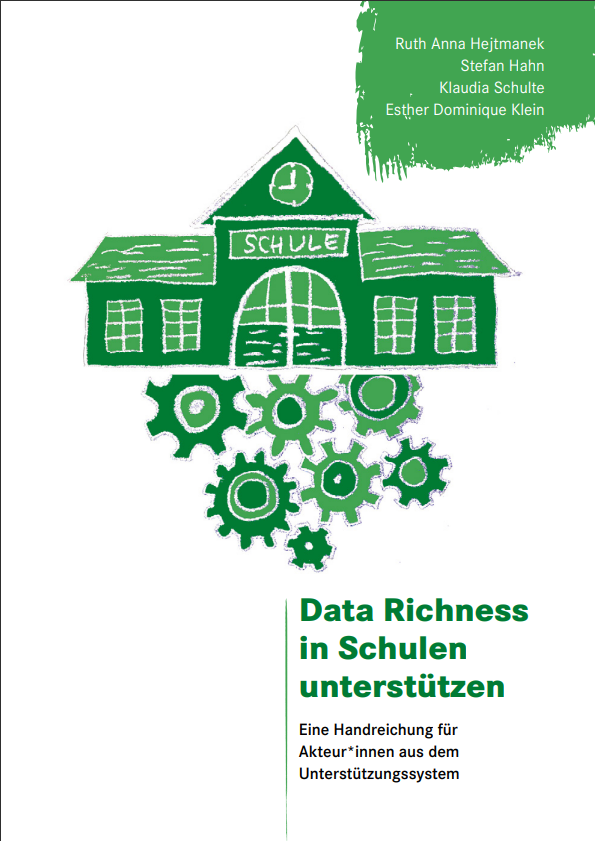 Ruth Anna Hejtmanek
Stefan Hahn
Klaudia Schulte
Esther Dominique Klein
SCHULE
Data Richness
in Schulen
unterstützen
Eine Handreichung für
Akteur*innen aus dem
Unterstützungssystem